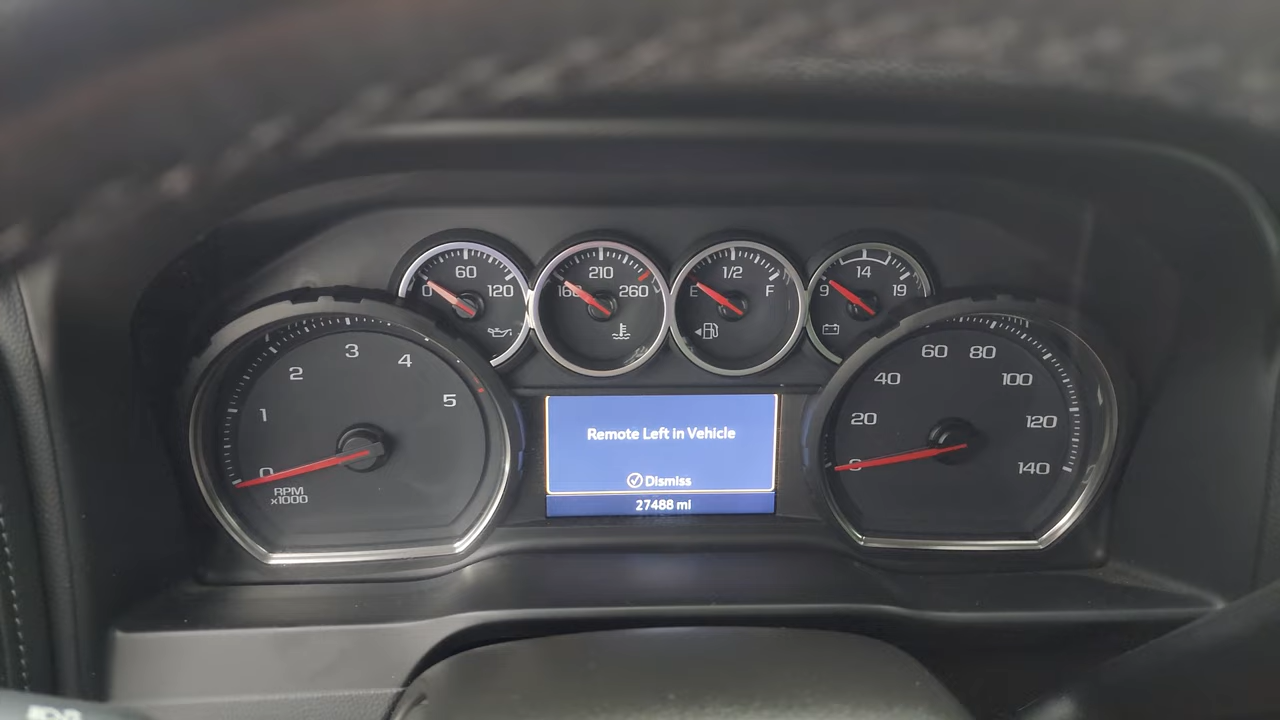 0 60 120
160 210 260
E 1/2 F
9 14 19
0 1 2 3 4 5
RPM
x1000
Remote Left in Vehicle
Dismiss
27488 mi
0 20 40 60 80 100 120 140